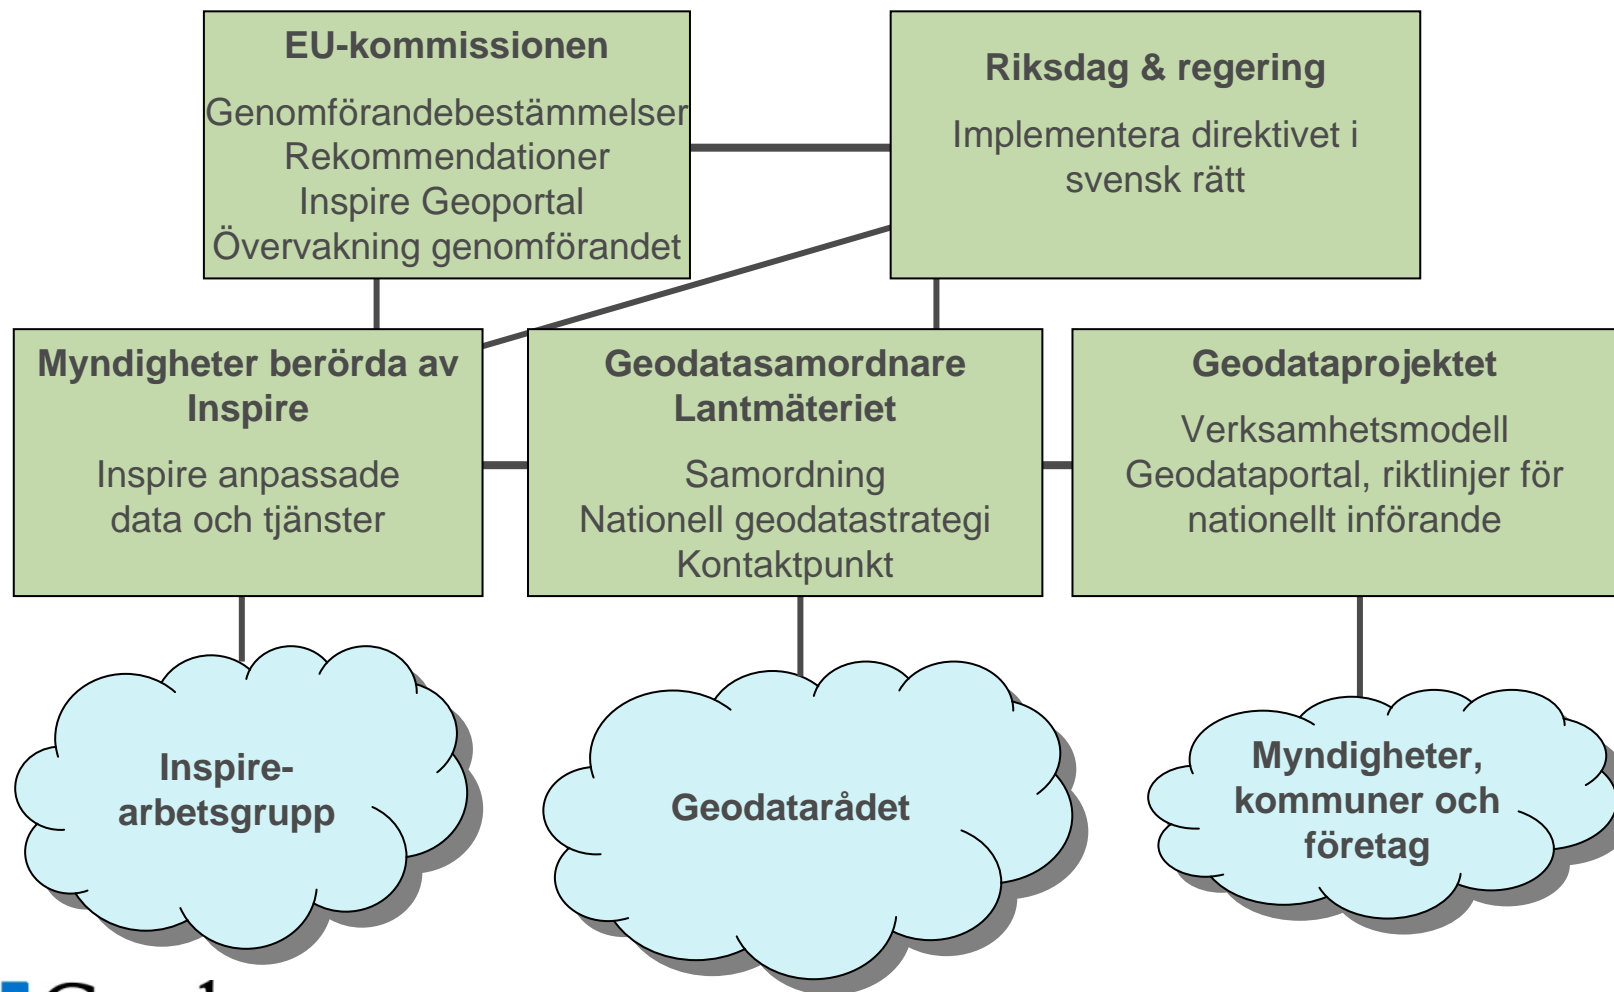 EU-kommissionen
Genomförandebestämmelser
Rekommendationer
Inspire Geoportal
Övervakning genomförandet
Riksdag & regering
Implementera direktivet i
svensk rätt
Myndigheter berörda av
Inspire
Inspire anpassade
data och tjänster
Geodatasamordnare
Lantmäteriet
Samordning
Nationell geodatastrategi
Kontaktpunkt
Geodataprojektet
Verksamhetsmodell
Geodataportal, riktlinjer för
nationellt införande
Inspire-
arbetsgrupp
Geodatarådet
Myndigheter,
kommuner och
företag